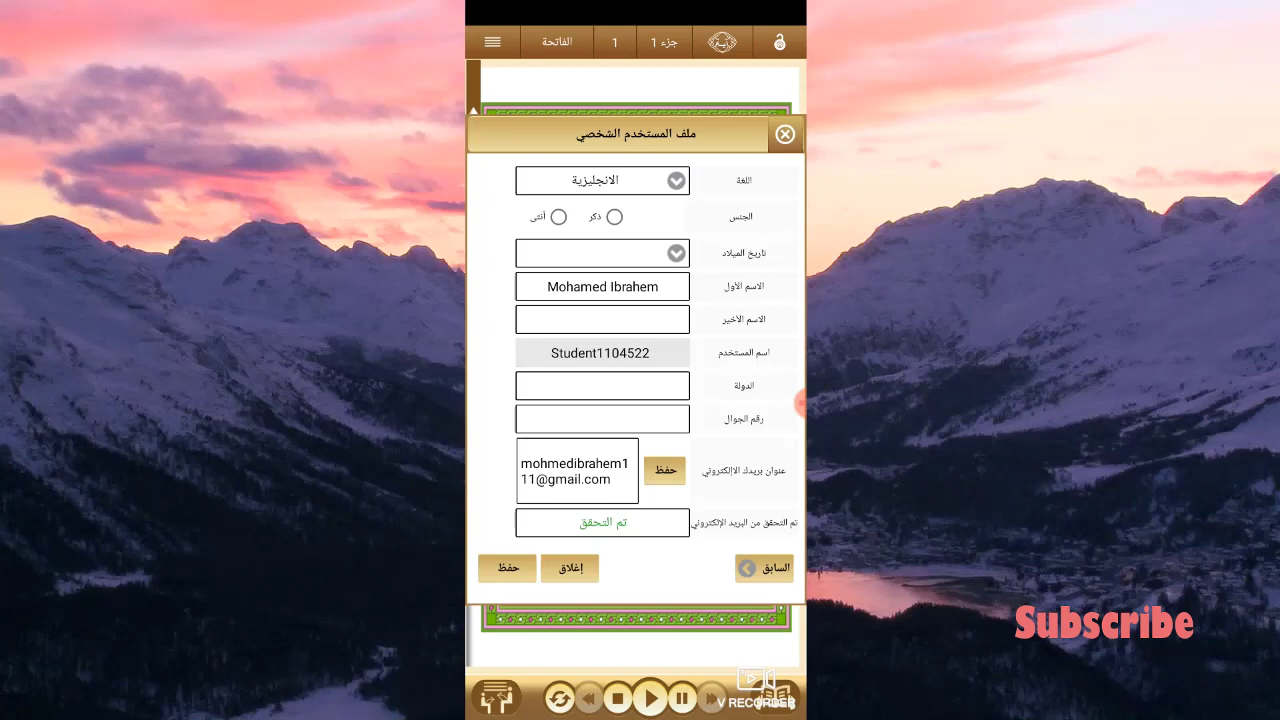 جزء 1
1
الفاتحة
ملف المستخدم الشخصي
اللغة
الانجليزية
الجنس
ذكر
أنثى
تاريخ الميلاد
الاسم الأول
Mohamed Ibrahem
الاسم الأخير
اسم المستخدم
Student1104522
الدولة
رقم الجوال
عنوان بريدك الاإلكتروني
حفظ
mohmedibrahem1
11@gmail.com
تم التحقق من البريد الإلكتروني
تم التحقق
السابق
إغلاق
حفظ
Subscribe
V RECORDER